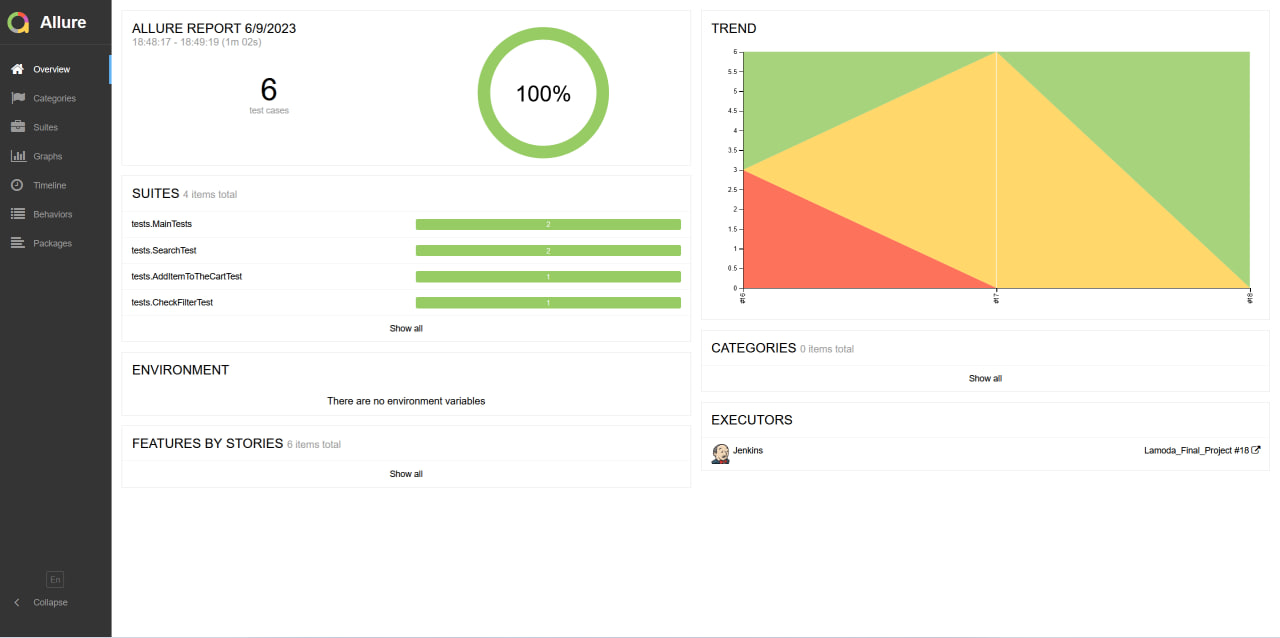 Allure
Overview
Categories
Suites
Graphs
Timeline
Behaviors
Packages
En
Collapse
ALLURE REPORT 6/9/2023
18:48:17 - 18:49:19 (1m 02s)
6
test cases
100%
SUITES 4 items total
tests.MainTests 2
tests.SearchTest 2
tests.AddItemToTheCartTest 1
tests.CheckFilterTest 1
Show all
ENVIRONMENT
There are no environment variables
FEATURES BY STORIES 6 items total
Show all
TREND
6
5.5
5
4.5
4
3.5
3
2.5
2
1.5
1
0.5
0
CATEGORIES 0 items total
Show all
EXECUTORS
Jenkins Lamoda_Final_Project #18